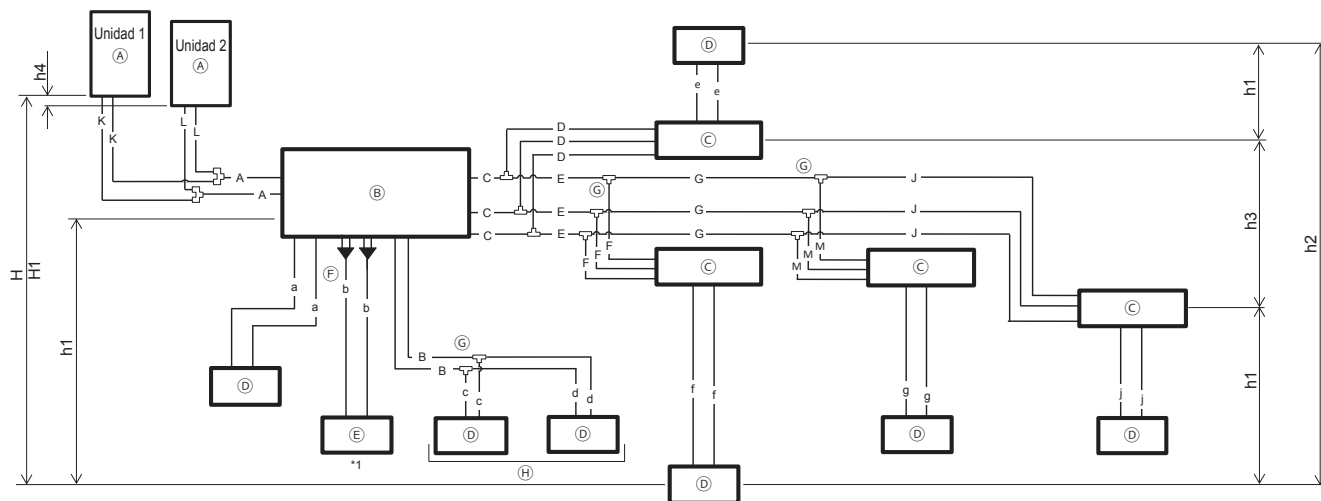 Unidad 1
Ⓐ
Unidad 2
Ⓐ
h4
K
K
L
L
A
A
H
H1
h1
Ⓑ
Ⓕ
a
a
b
b
Ⓓ
Ⓔ
*1
B
B
Ⓖ
c
c
d
d
Ⓓ
Ⓓ
Ⓗ
C
C
C
D
D
D
E
E
E
Ⓓ
e
e
Ⓒ
Ⓖ
G
G
G
F
F
F
Ⓒ
f
f
Ⓓ
Ⓖ
J
J
J
M
M
M
Ⓒ
g
g
Ⓓ
Ⓒ
j
j
Ⓓ
h1
h3
h1
h2